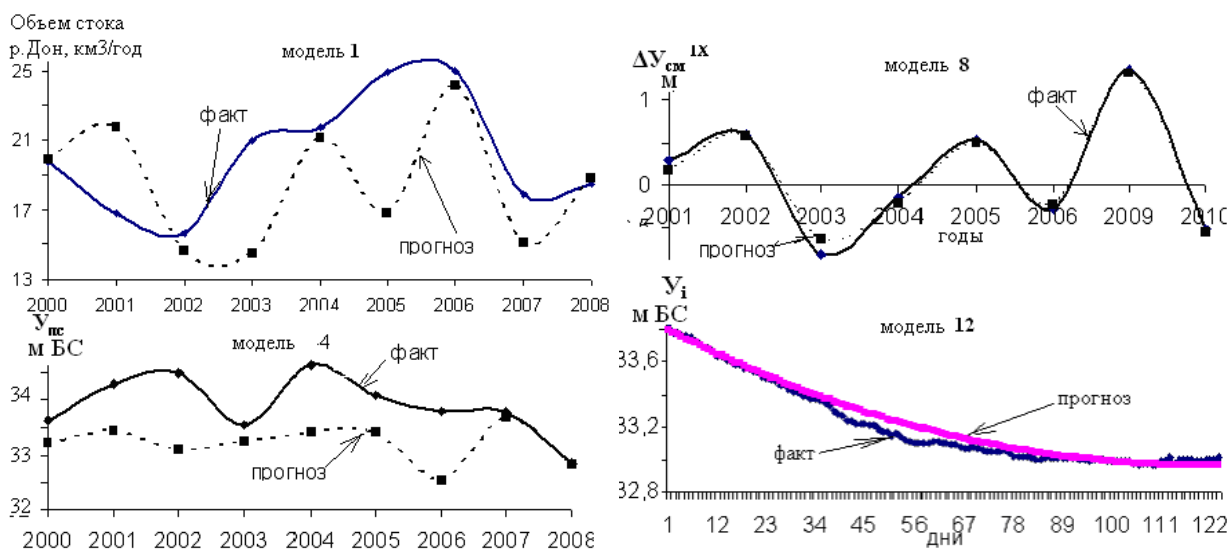 Объем стока
р.Дон, км3/год
модель 1
25
21
17
13
факт
прогноз
2000 2001 2002 2003 2004 2005 2006 2007 2008
ΔУсм IX
м
модель 8
1
0
факт
прогноз
2001 2002 2003 2004 2005 2006 2009 2010
годы
Упс
м БС
модель 4
34
33
32
факт
прогноз
2000 2001 2002 2003 2004 2005 2006 2007 2008
Уi
м БС
модель 12
33,6
33,2
32,8
прогноз
факт
1 12 23 34 45 56 67 78 89 100 111 122
дни